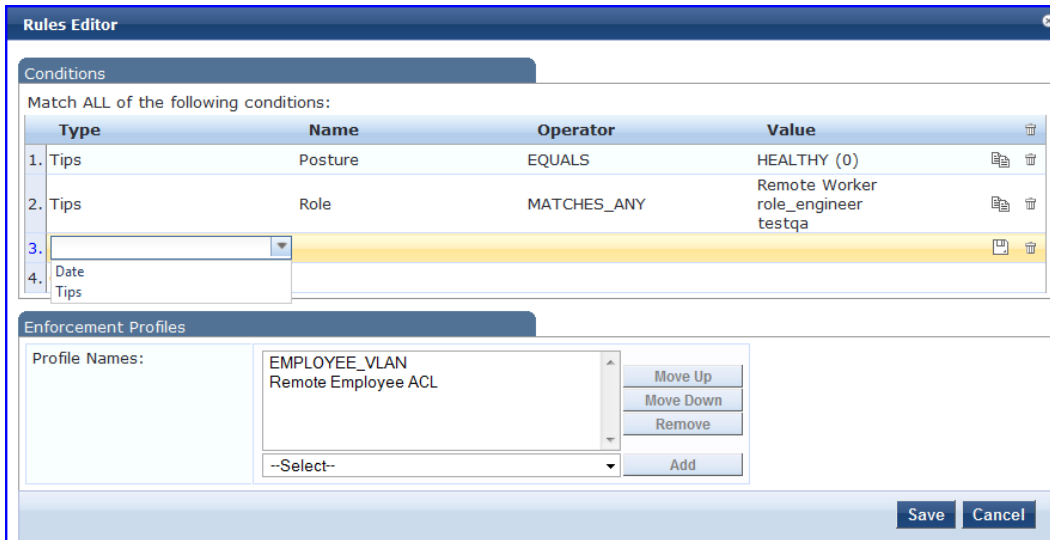 Rules Editor
Conditions
Match ALL of the following conditions:
Type Name Operator Value
1. Tips Posture EQUALS HEALTHY (0)
2. Tips Role MATCHES_ANY Remote Worker
role_engineer
testqa
3.
4.
Date
Tips
Enforcement Profiles
Profile Names:
EMPLOYEE_VLAN
Remote Employee ACL
Move Up
Move Down
Remove
--Select--
Add
Save Cancel